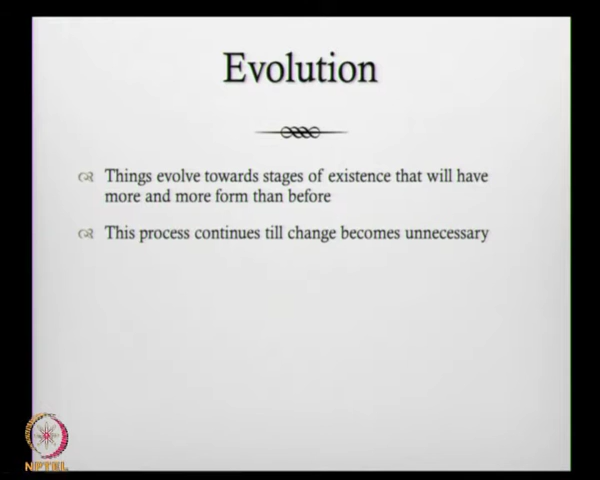 Evolution
Things evolve towards stages of existence that will have
more and more form than before
This process continues till change becomes unnecessary
NPTEL